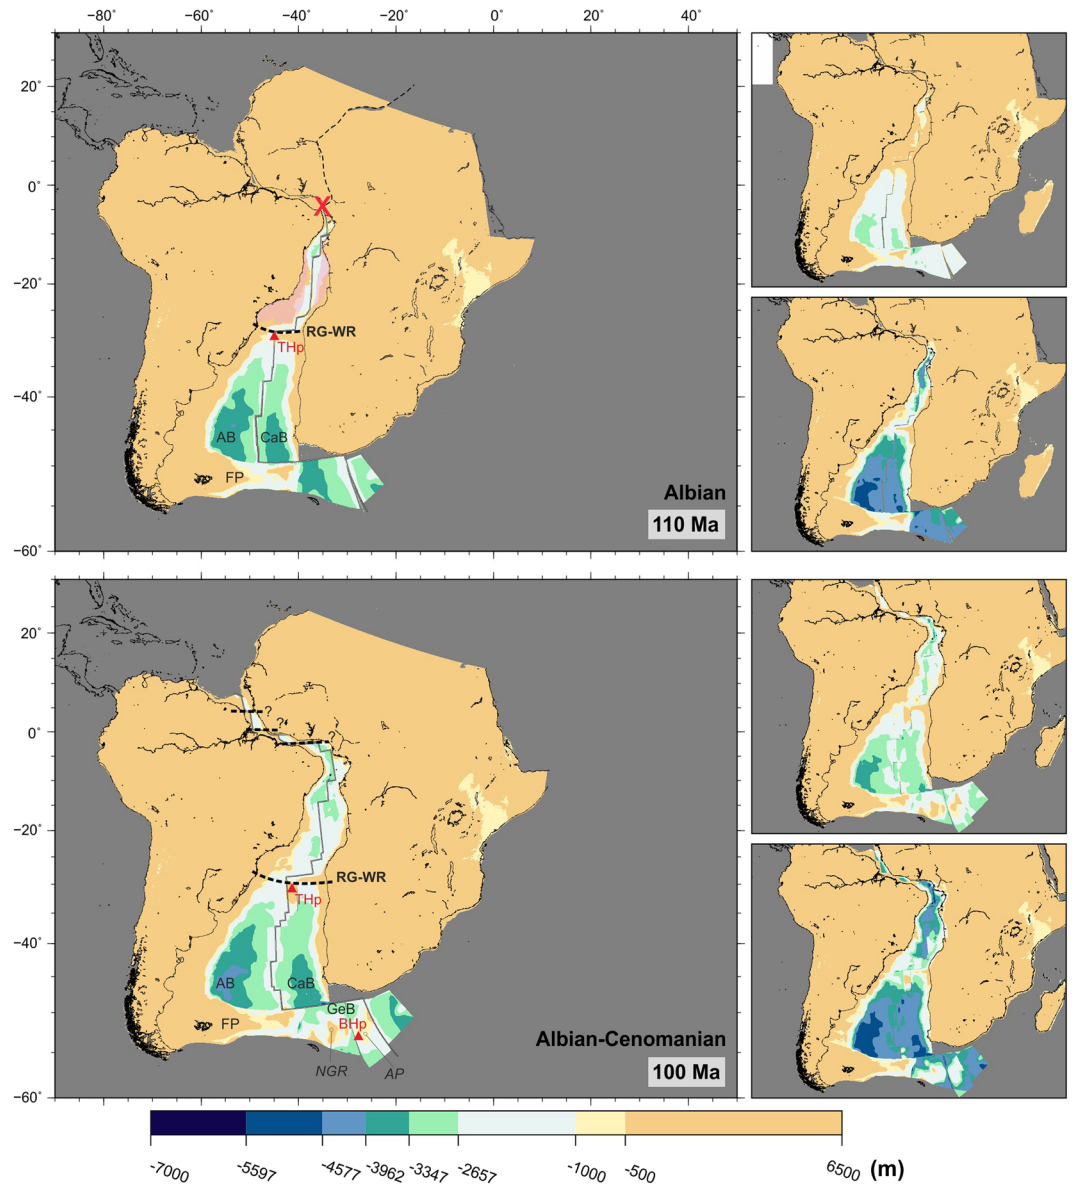 −80° −60° −40° −20° 0° 20° 40°
20°
0°
−20°
−40°
−60°
X
RG-WR
THp
AB CaB
FP
Albian
110 Ma
20°
0°
−20°
−40°
−60°
?
?
?
RG-WR
THp
AB CaB
GeB
FP BHp
NGR AP
Albian-Cenomanian
100 Ma
-7000 -5597 -4577 -3962 -3347 -2657 -1000 -500 6500 (m)